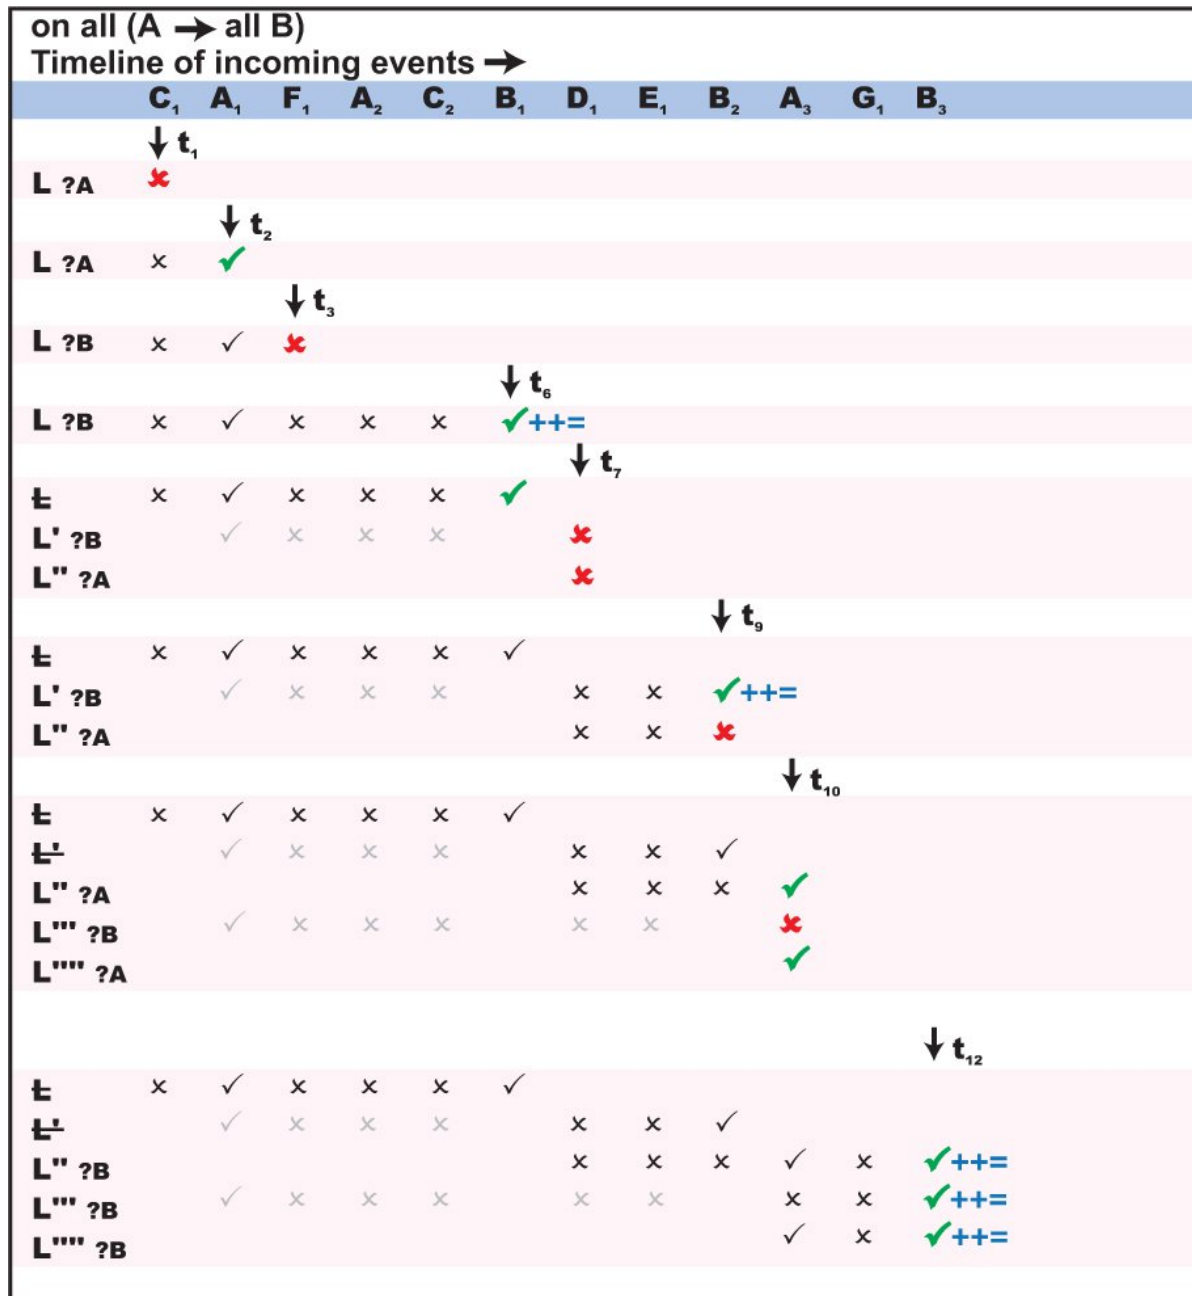 on all (A → all B)
Timeline of incoming events →
C₁ A₁ F₁ A₂ C₂ B₁ D₁ E₁ B₂ A₃ G₁ B₃
t₁
L ?A
t₂
L ?A
t₃
L ?B
t₆
L ?B ++=
t₇
L
L' ?B
L'' ?A
t₉
L
L' ?B ++=
L'' ?A
t₁₀
L
L'
L'' ?A
L''' ?B
L'''' ?A
t₁₂
L
L'
L'' ?B ++=
L''' ?B ++=
L'''' ?B ++=